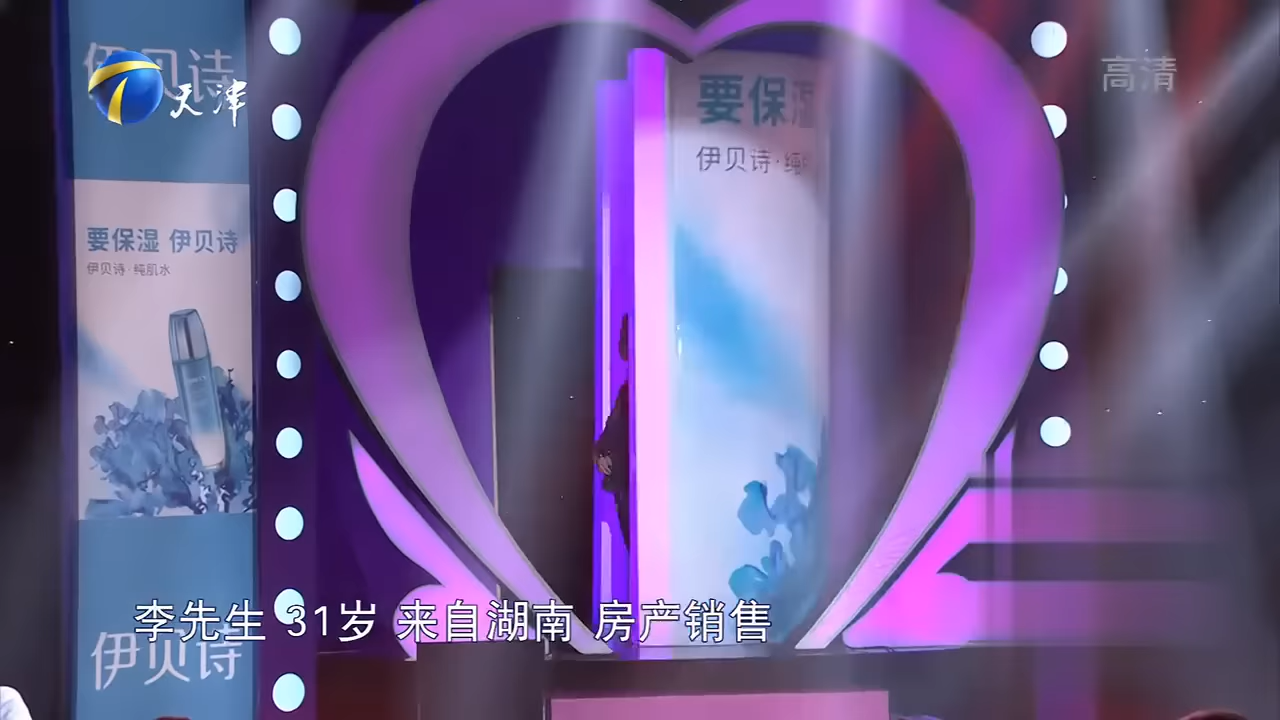 伊贝诗
天津
高清
要保湿
伊贝诗·纯
要保湿 伊贝诗
伊贝诗·纯肌水
李先生 31岁 来自湖南 房产销售
伊贝诗